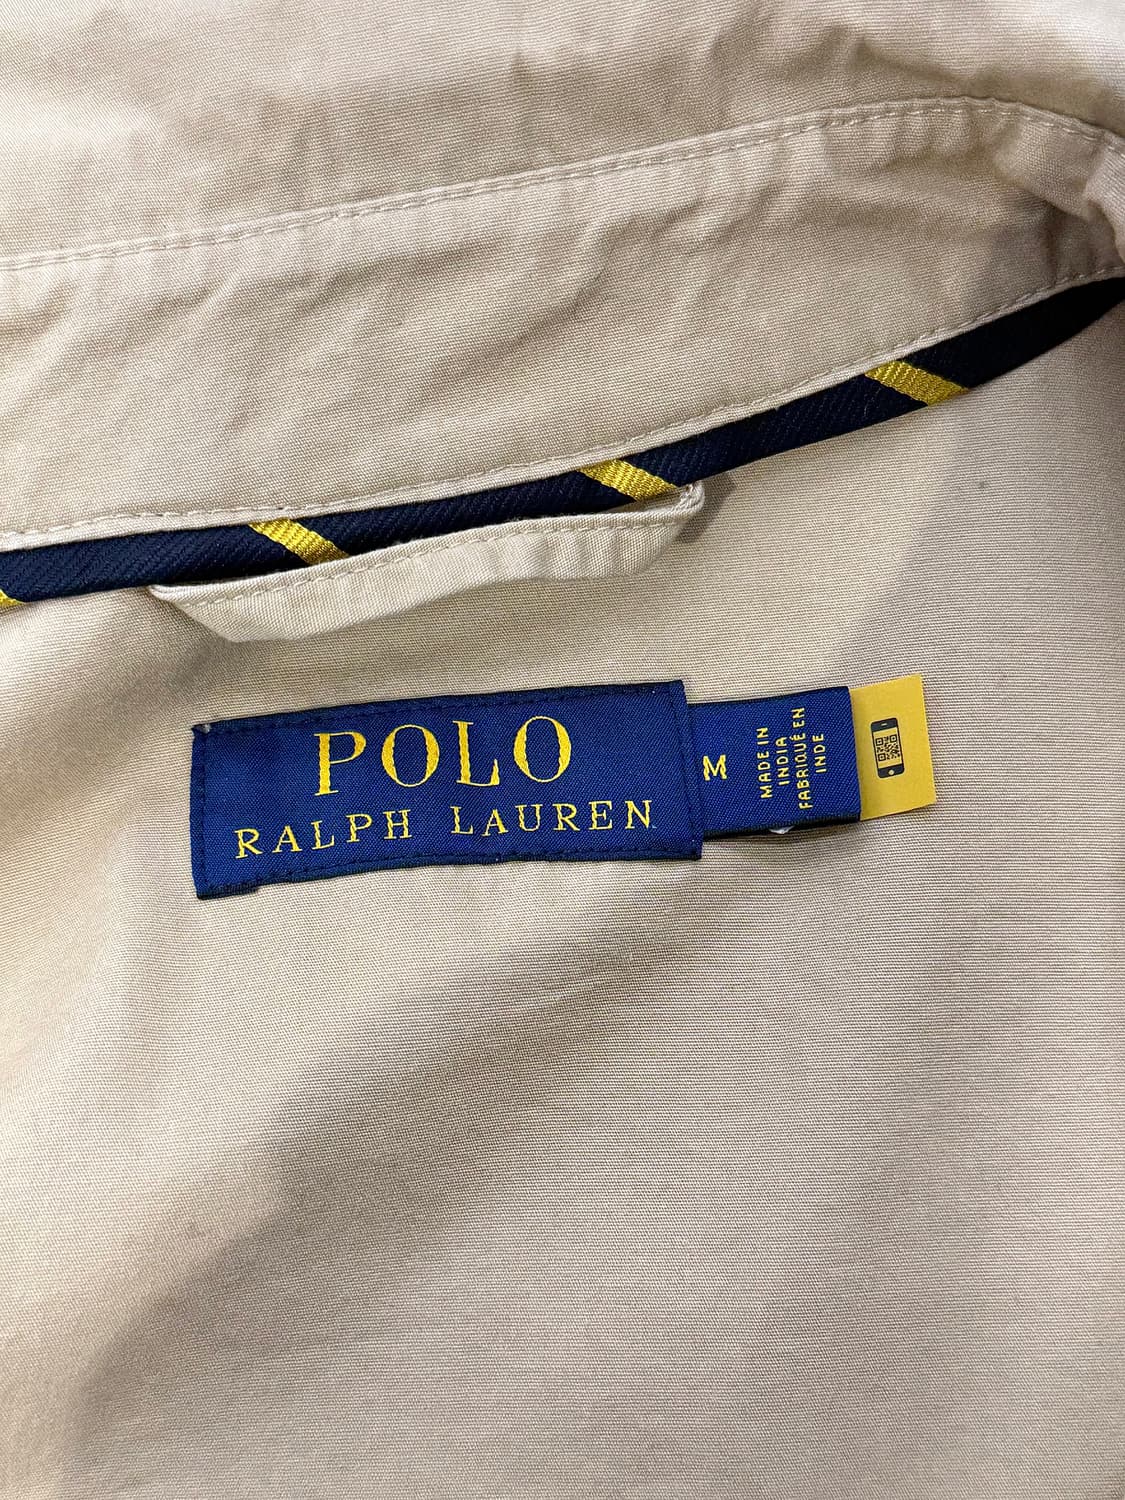 POLO
RALPH LAUREN
M
MADE IN
INDIA
FABRIQUÉ EN
INDE